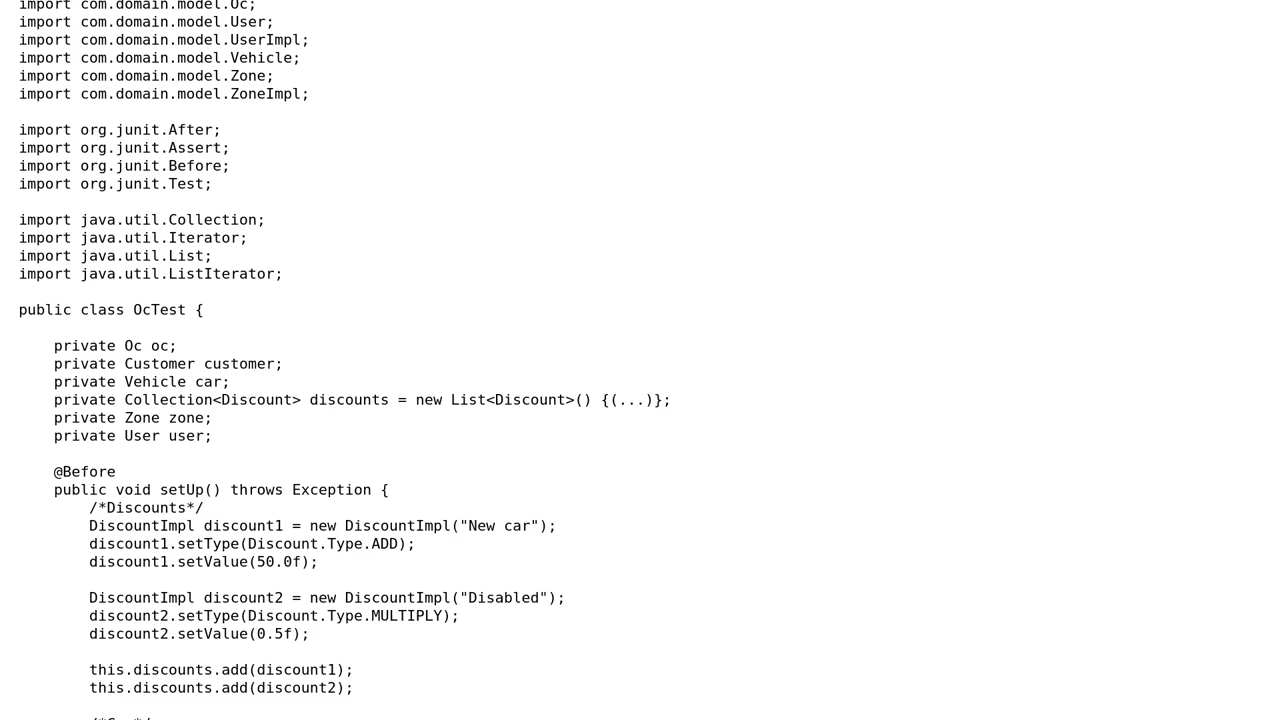 import com.domain.model.Oc;
import com.domain.model.User;
import com.domain.model.UserImpl;
import com.domain.model.Vehicle;
import com.domain.model.Zone;
import com.domain.model.ZoneImpl;

import org.junit.After;
import org.junit.Assert;
import org.junit.Before;
import org.junit.Test;

import java.util.Collection;
import java.util.Iterator;
import java.util.List;
import java.util.ListIterator;

public class OcTest {

    private Oc oc;
    private Customer customer;
    private Vehicle car;
    private Collection<Discount> discounts = new List<Discount>() {(...)};
    private Zone zone;
    private User user;

    @Before
    public void setUp() throws Exception {
        /*Discounts*/
        DiscountImpl discount1 = new DiscountImpl("New car");
        discount1.setType(Discount.Type.ADD);
        discount1.setValue(50.0f);

        DiscountImpl discount2 = new DiscountImpl("Disabled");
        discount2.setType(Discount.Type.MULTIPLY);
        discount2.setValue(0.5f);

        this.discounts.add(discount1);
        this.discounts.add(discount2);